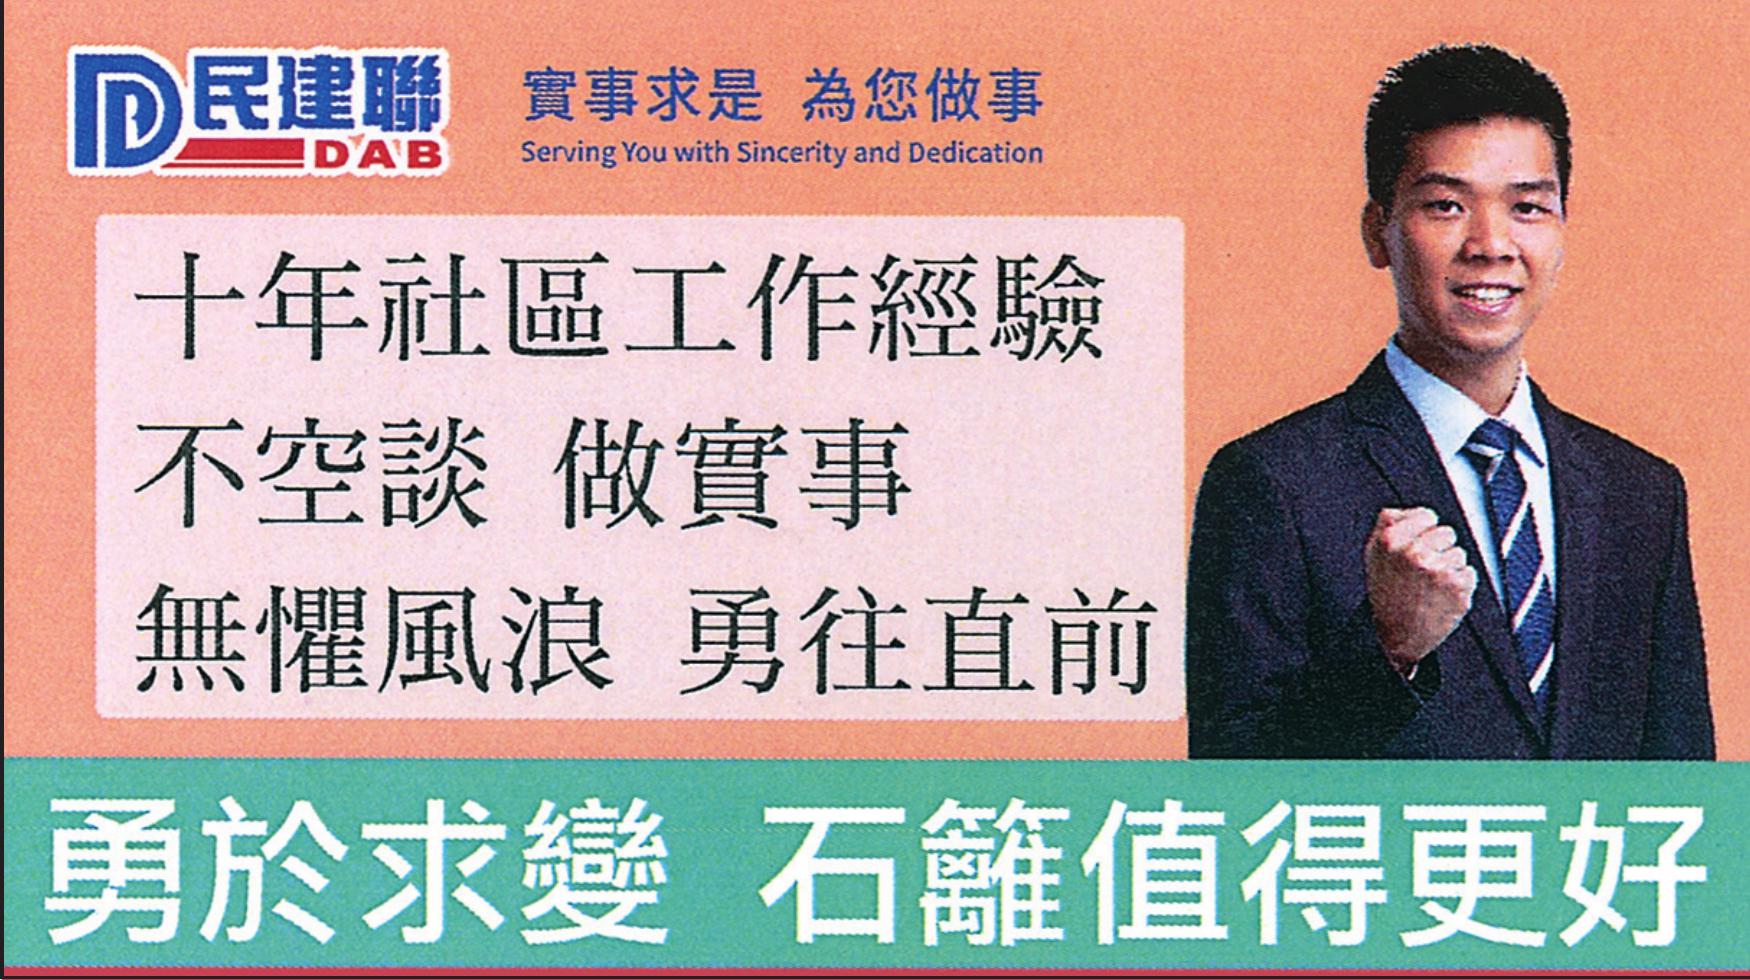 民建聯
DAB
實事求是 為您做事
Serving You with Sincerity and Dedication
十年社區工作經驗
不空談 做實事
無懼風浪 勇往直前
勇於求變 石籬值得更好